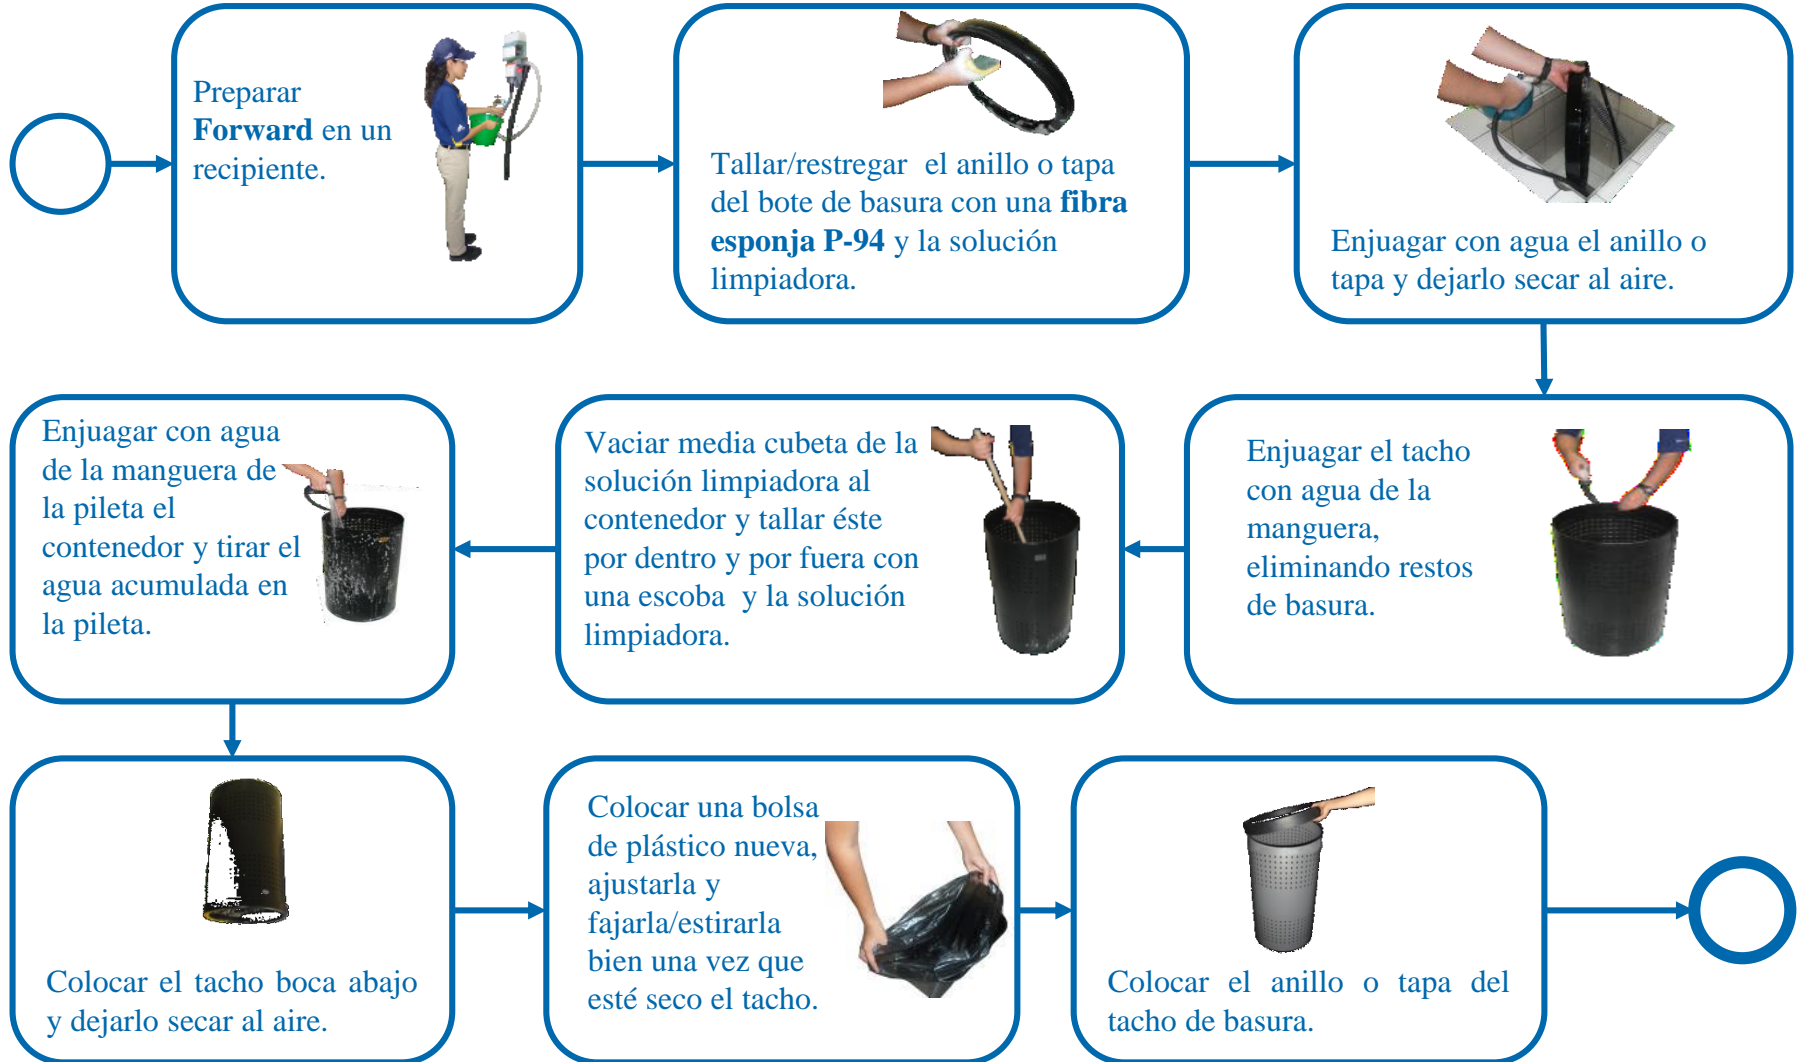 Preparar
Forward en un
recipiente.
Tallar/restregar el anillo o tapa
del bote de basura con una fibra
esponja P-94 y la solución
limpiadora.
Enjuagar con agua el anillo o
tapa y dejarlo secar al aire.
Enjuagar el tacho
con agua de la
manguera,
eliminando restos
de basura.
Vaciar media cubeta de la
solución limpiadora al
contenedor y tallar éste
por dentro y por fuera con
una escoba y la solución
limpiadora.
Enjuagar con agua
de la manguera de
la pileta el
contenedor y tirar el
agua acumulada en
la pileta.
Colocar el tacho boca abajo
y dejarlo secar al aire.
Colocar una bolsa
de plástico nueva,
ajustarla y
fajarla/estirarla
bien una vez que
esté seco el tacho.
Colocar el anillo o tapa del
tacho de basura.